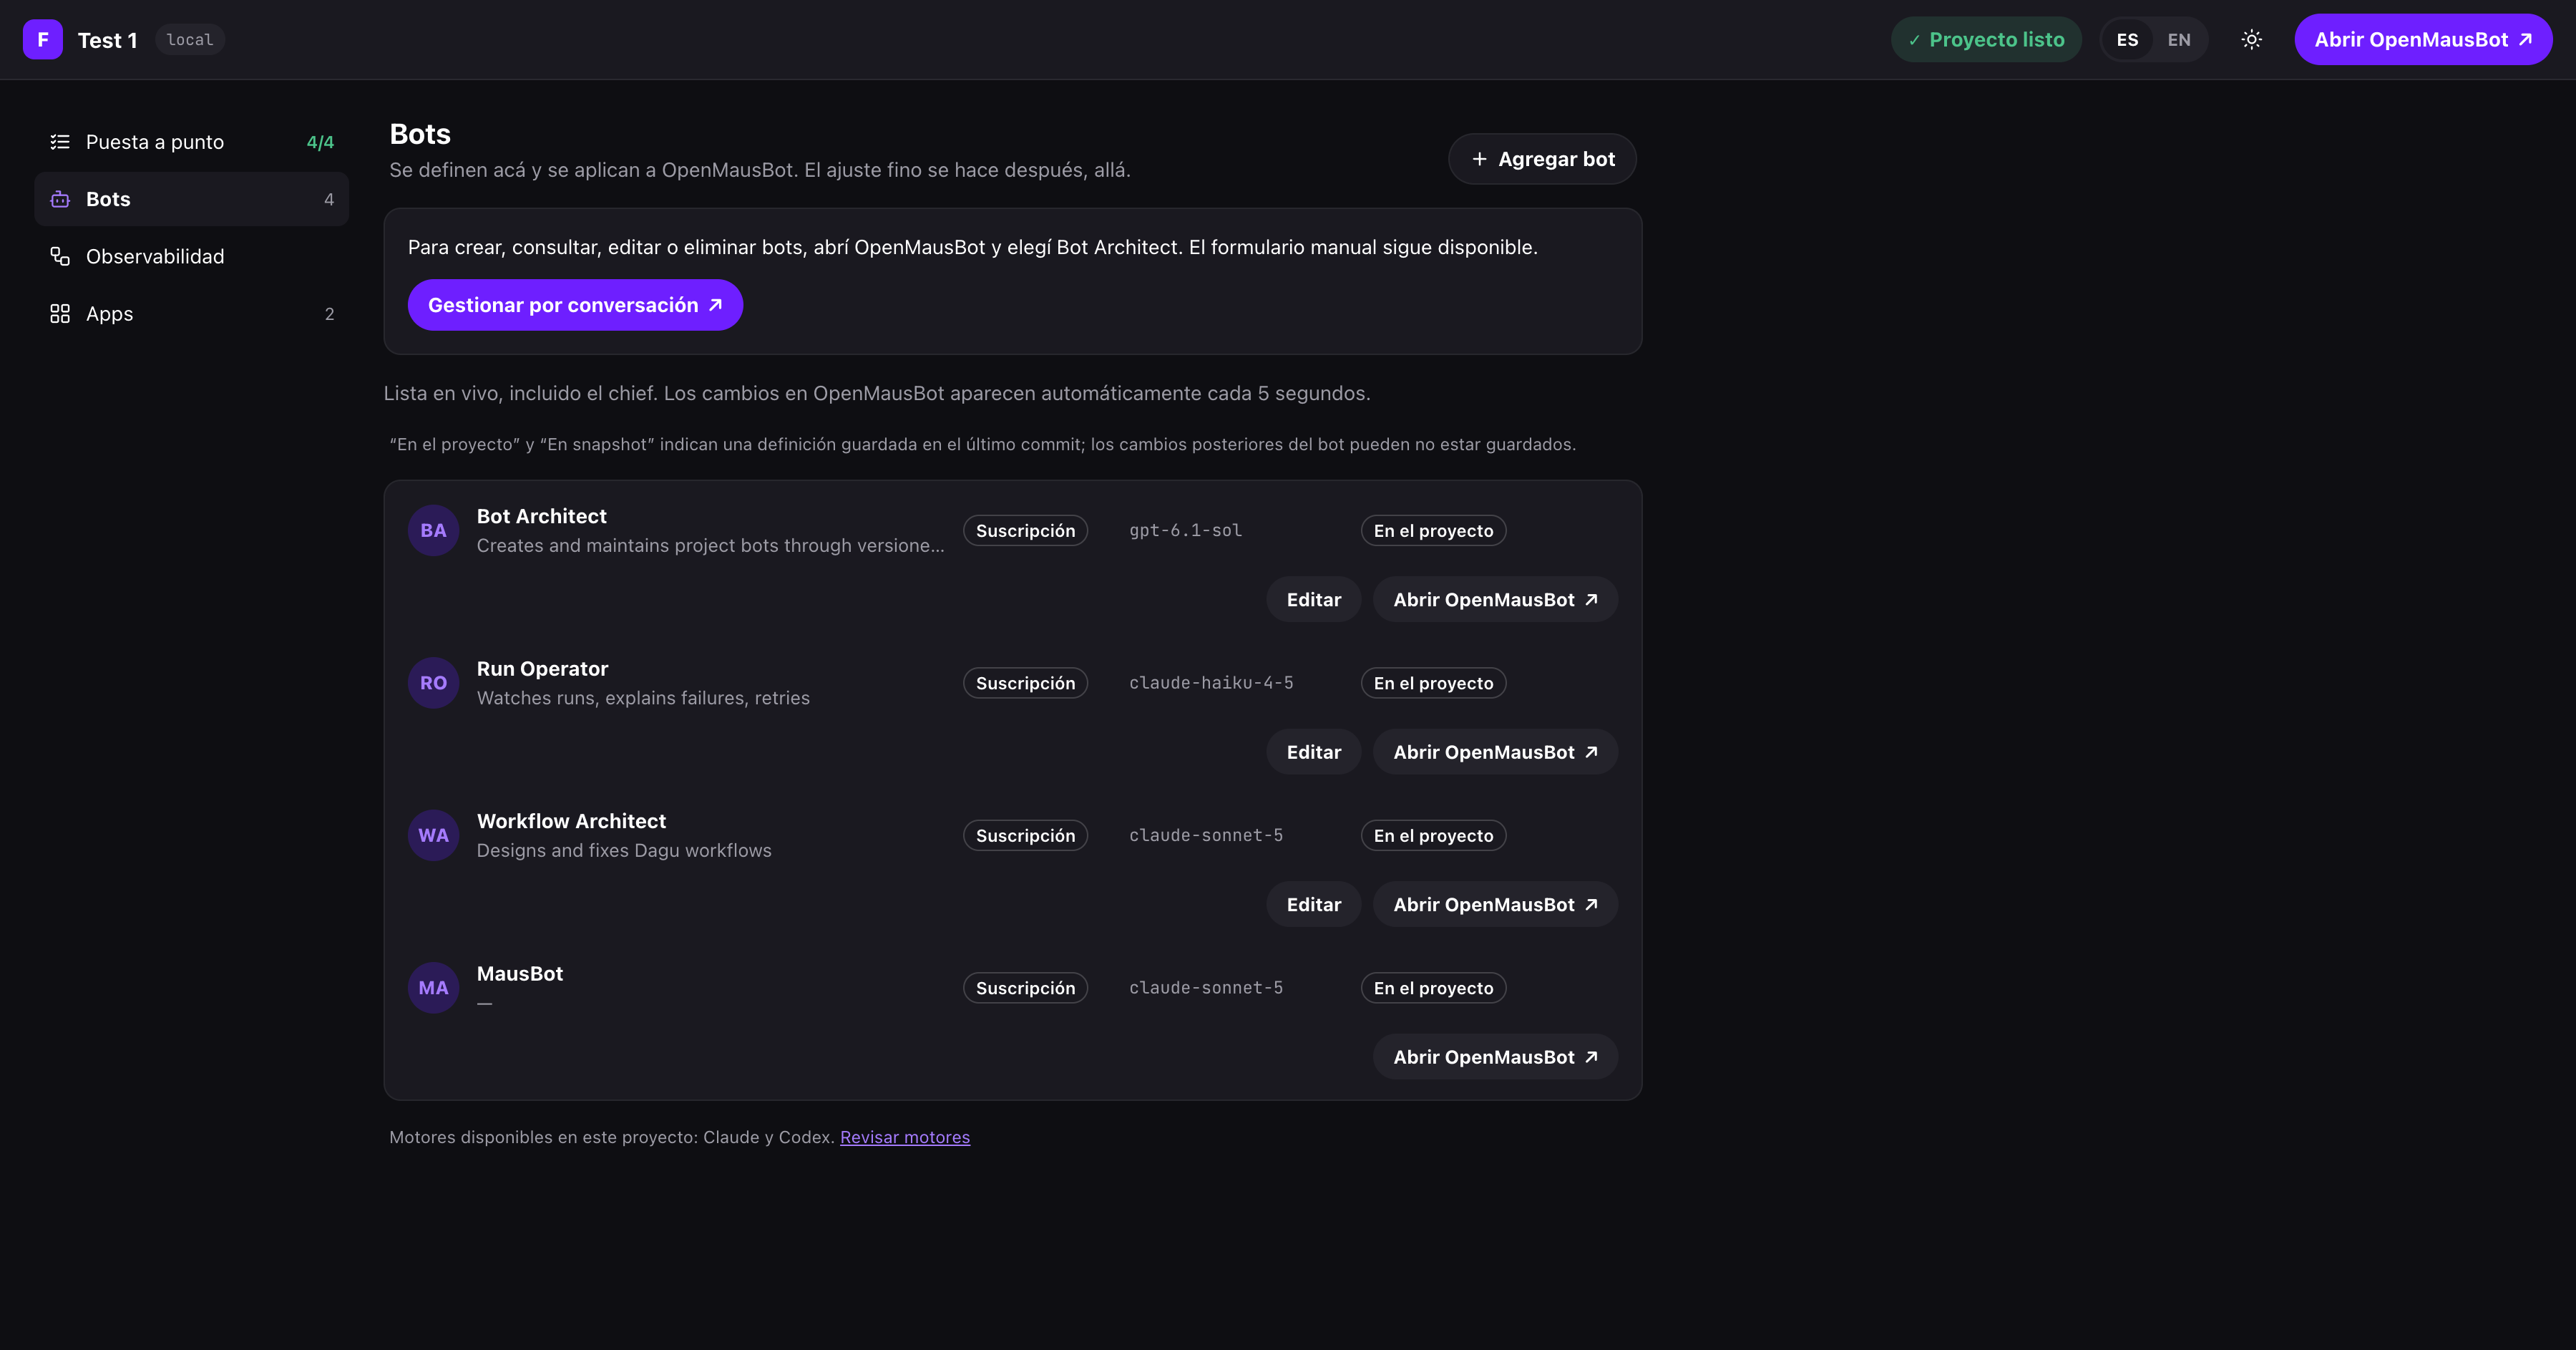 F Test 1 local
✓ Proyecto listo ES EN Abrir OpenMausBot ↗
Puesta a punto 4/4
Bots 4
Observabilidad
Apps 2
Bots
Se definen acá y se aplican a OpenMausBot. El ajuste fino se hace después, allá.
+ Agregar bot
Para crear, consultar, editar o eliminar bots, abrí OpenMausBot y elegí Bot Architect. El formulario manual sigue disponible.
Gestionar por conversación ↗
Lista en vivo, incluido el chief. Los cambios en OpenMausBot aparecen automáticamente cada 5 segundos.
“En el proyecto” y “En snapshot” indican una definición guardada en el último commit; los cambios posteriores del bot pueden no estar guardados.
BA Bot Architect Suscripción gpt-6.1-sol En el proyecto
Creates and maintains project bots through versione...
Editar Abrir OpenMausBot ↗
RO Run Operator Suscripción claude-haiku-4-5 En el proyecto
Watches runs, explains failures, retries
Editar Abrir OpenMausBot ↗
WA Workflow Architect Suscripción claude-sonnet-5 En el proyecto
Designs and fixes Dagu workflows
Editar Abrir OpenMausBot ↗
MA MausBot Suscripción claude-sonnet-5 En el proyecto
—
Abrir OpenMausBot ↗
Motores disponibles en este proyecto: Claude y Codex. Revisar motores